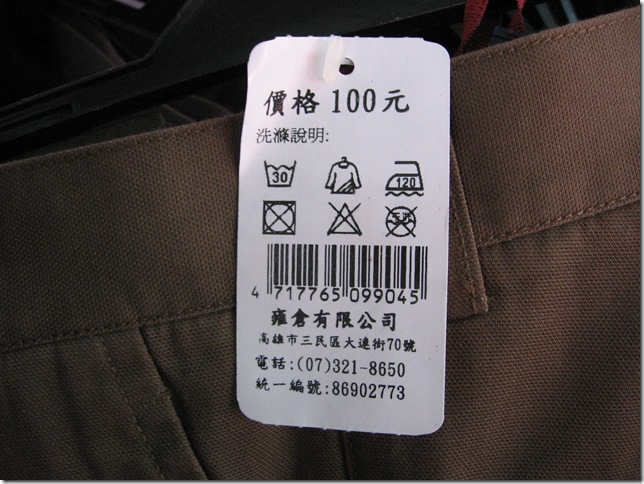 價格 100元
洗滌說明:
30 120
干洗
4 717765 099045
雍倉有限公司
高雄市三民區大連街70號
電話:(07)321-8650
統一編號:86902773